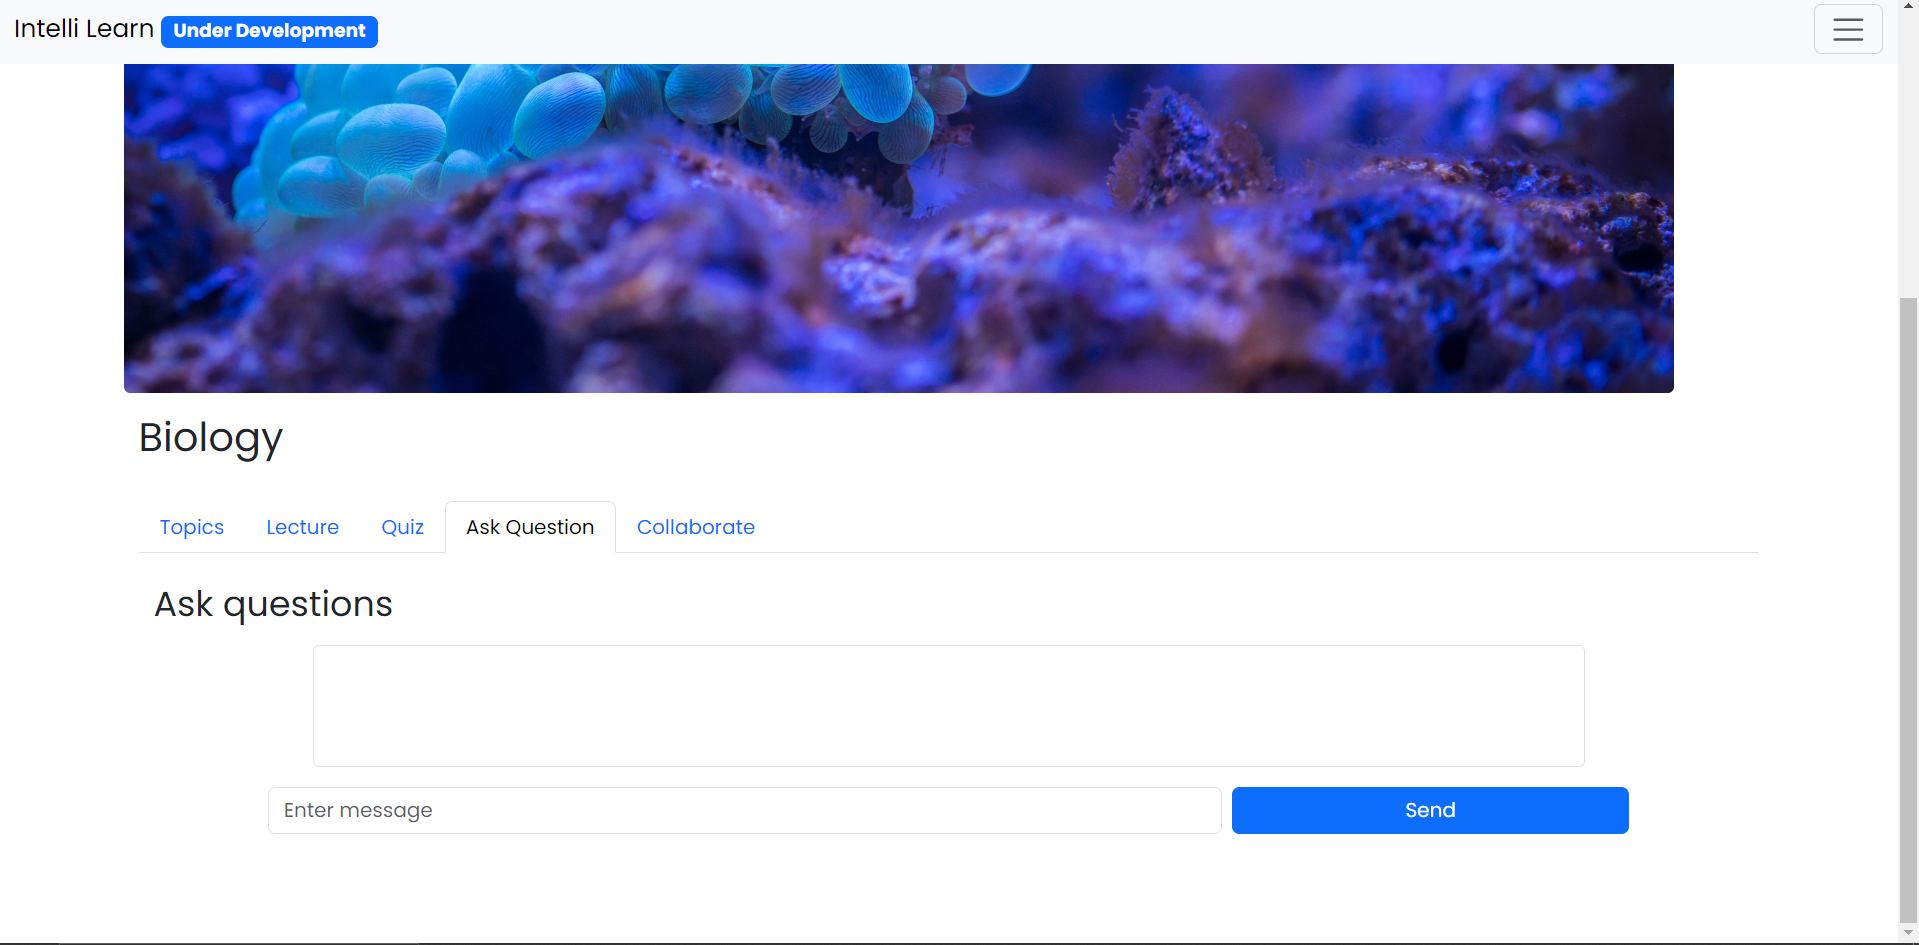 Intelli Learn Under Development
Biology
Topics Lecture Quiz Ask Question Collaborate
Ask questions
Enter message Send